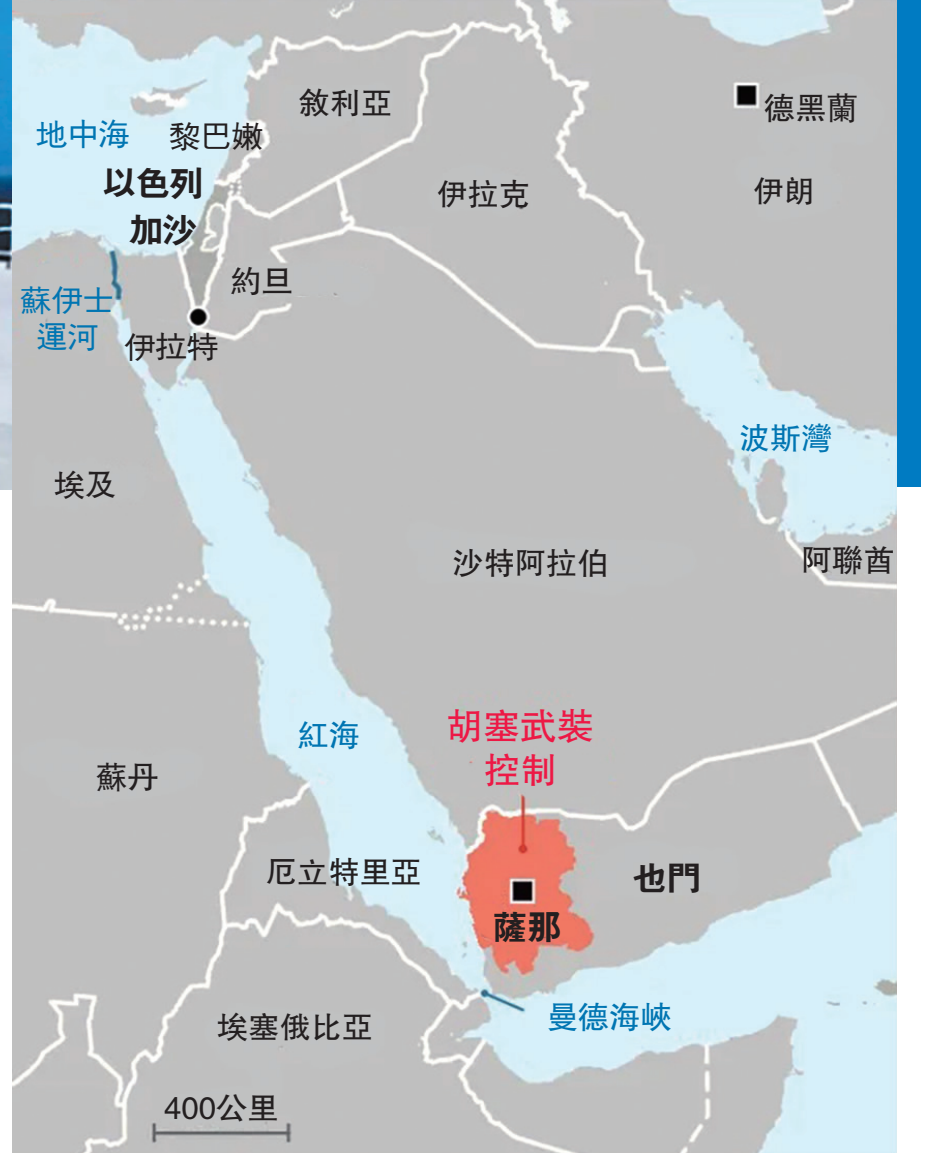 敘利亞
德黑蘭
地中海
黎巴嫩
以色列
加沙
伊拉克
伊朗
約旦
蘇伊士
運河
伊拉特
波斯灣
埃及
沙特阿拉伯
阿聯酋
紅海
胡塞武裝
控制
蘇丹
厄立特里亞
也門
薩那
埃塞俄比亞
曼德海峽
400公里